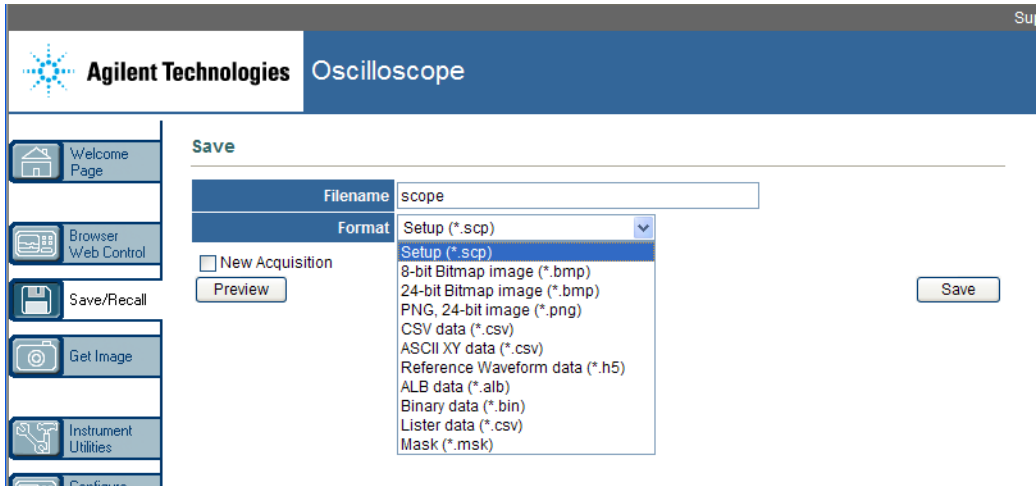 Agilent Technologies Oscilloscope
Welcome
Page
Browser
Web Control
Save/Recall
Get Image
Instrument
Utilities
Save
Filename scope
Format Setup (*.scp)
Setup (*.scp)
8-bit Bitmap image (*.bmp)
24-bit Bitmap image (*.bmp)
PNG, 24-bit image (*.png)
CSV data (*.csv)
ASCII XY data (*.csv)
Reference Waveform data (*.h5)
ALB data (*.alb)
Binary data (*.bin)
Lister data (*.csv)
Mask (*.msk)
New Acquisition
Preview
Save